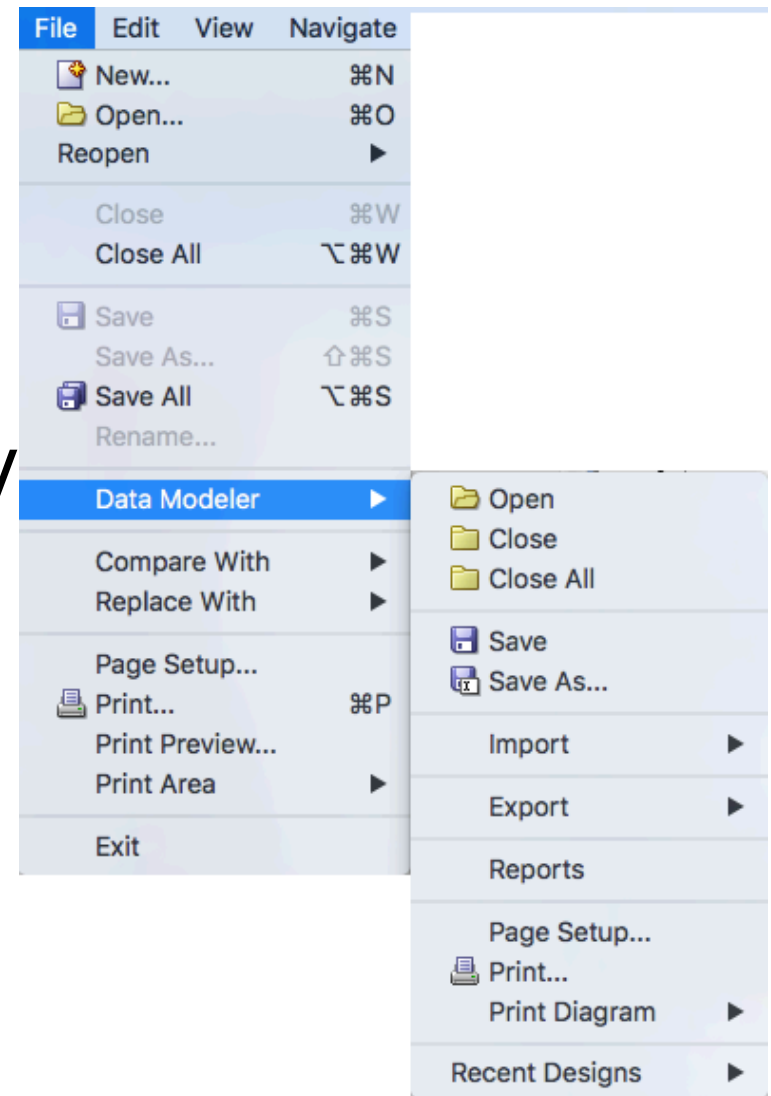 File Edit View Navigate
New... ⌘N
Open... ⌘O
Reopen ▶
Close ⌘W
Close All ⌥⌘W
Save ⌘S
Save As... ⇧⌘S
Save All ⌥⌘S
Rename...
Data Modeler ▶
Compare With ▶
Replace With ▶
Page Setup...
Print... ⌘P
Print Preview...
Print Area ▶
Exit
Open
Close
Close All
Save
Save As...
Import ▶
Export ▶
Reports
Page Setup...
Print...
Print Diagram ▶
Recent Designs ▶